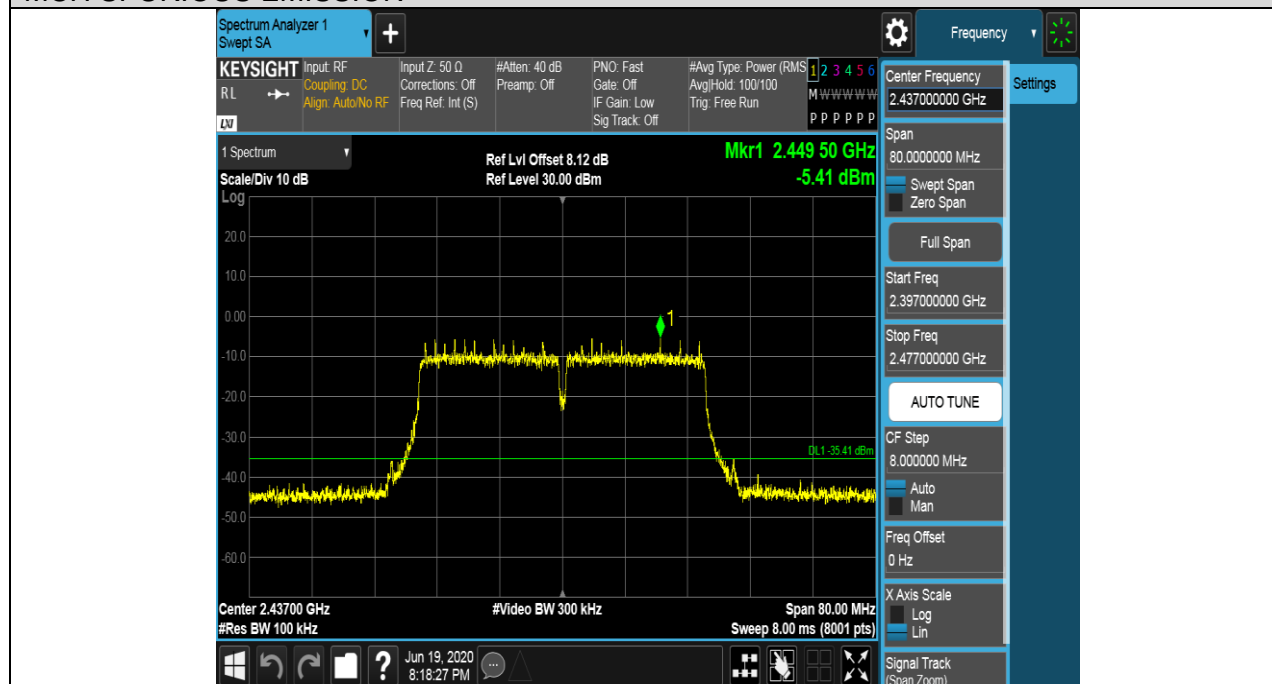 Spectrum Analyzer 1
Swept SA
+
Frequency
KEYSIGHT
RL
LXI
Input: RF
Coupling: DC
Align: Auto/No RF
Input Z: 50 Ω
Corrections: Off
Freq Ref: Int (S)
#Atten: 40 dB
Preamp: Off
PNO: Fast
Gate: Off
IF Gain: Low
Sig Track: Off
#Avg Type: Power (RMS
Avg|Hold: 100/100
Trig: Free Run
1 2 3 4 5 6
M W W W W W
P P P P P P
1 Spectrum
Scale/Div 10 dB
Log
Ref Lvl Offset 8.12 dB
Ref Level 30.00 dBm
Mkr1 2.449 50 GHz
-5.41 dBm
20.0
10.0
0.00
-10.0
-20.0
-30.0
-40.0
-50.0
-60.0
1
DL1 -35.41 dBm
Center 2.43700 GHz
#Res BW 100 kHz
#Video BW 300 kHz
Span 80.00 MHz
Sweep 8.00 ms (8001 pts)
?
Jun 19, 2020
8:18:27 PM
Center Frequency
2.437000000 GHz
Settings
Span
80.0000000 MHz
Swept Span
Zero Span
Full Span
Start Freq
2.397000000 GHz
Stop Freq
2.477000000 GHz
AUTO TUNE
CF Step
8.000000 MHz
Auto
Man
Freq Offset
0 Hz
X Axis Scale
Log
Lin
Signal Track
(Span Zoom)